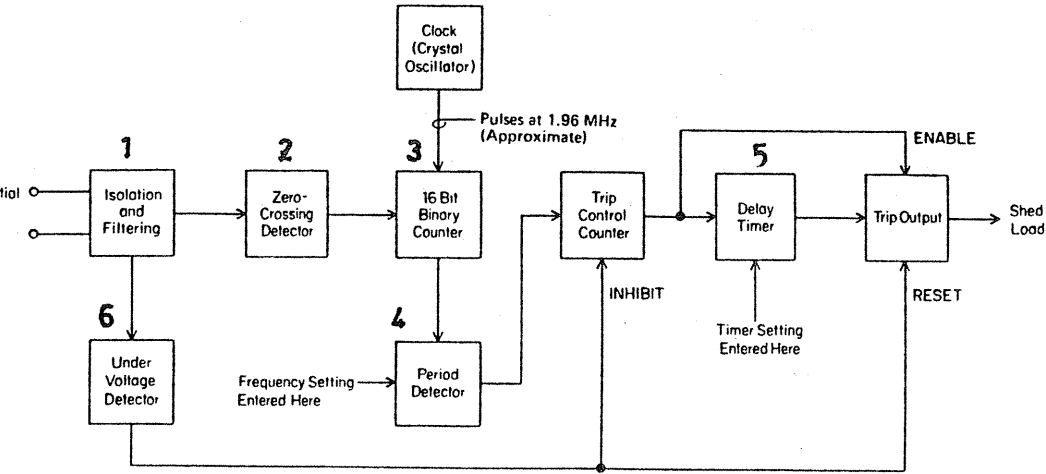 Clock
(Crystal
Oscillator)
Pulses at 1.96 MHz
(Approximate)
1
2
3
5
ENABLE
tial
Isolation
and
Filtering
Zero-
Crossing
Detector
16 Bit
Binary
Counter
Trip
Control
Counter
Delay
Timer
Trip Output
Shed
Load
INHIBIT
RESET
6
4
Timer Setting
Entered Here
Under
Voltage
Detector
Frequency Setting
Entered Here
Period
Detector